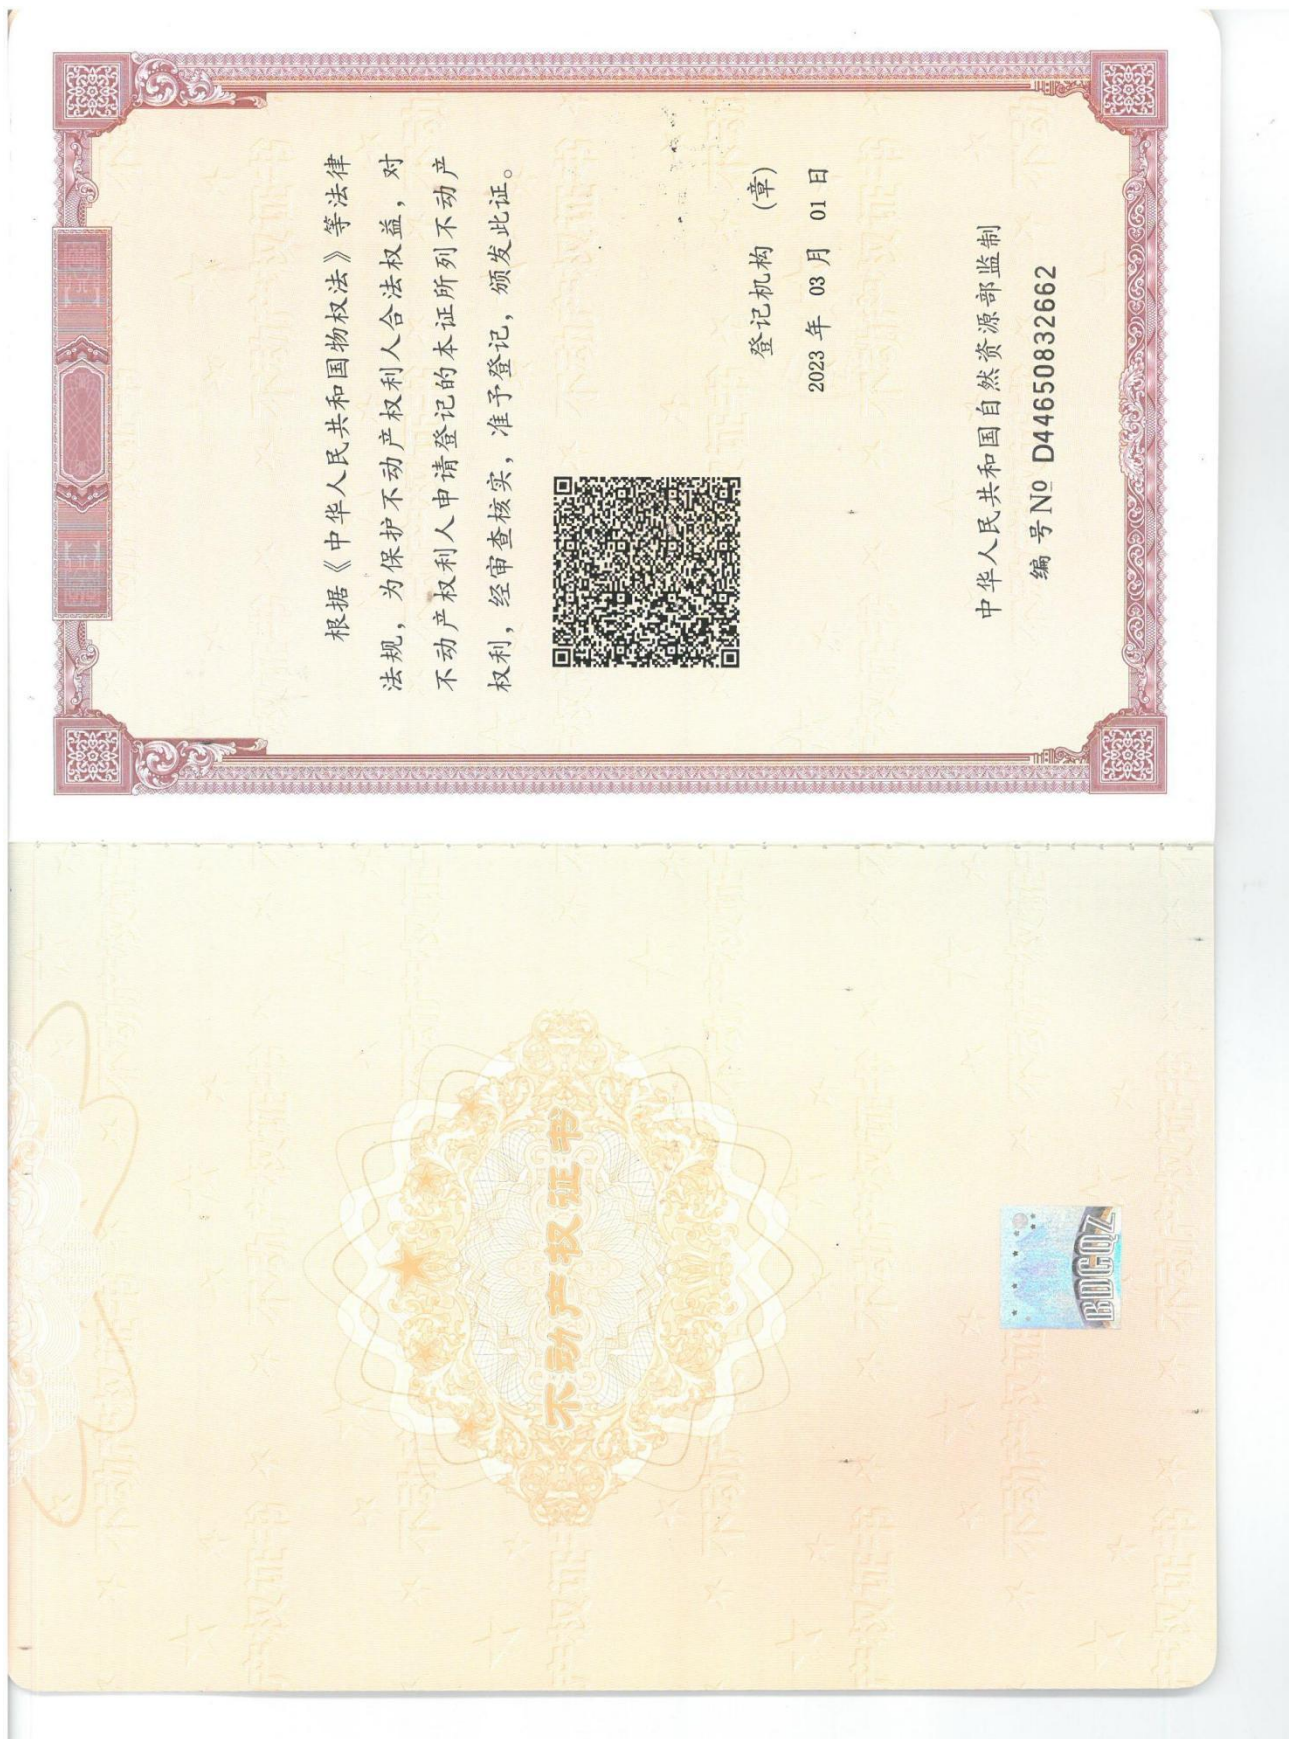 不动产权证书
BDCQZ
根据《中华人民共和国物权法》等法律
法规，为保护不动产权利人合法权益，对
不动产权利人申请登记的本证所列不动产
权利，经审查核实，准予登记，颁发此证。
登记机构 （章）
2023 年 03 月 01 日
中华人民共和国自然资源部监制
编 号 № D44650832662